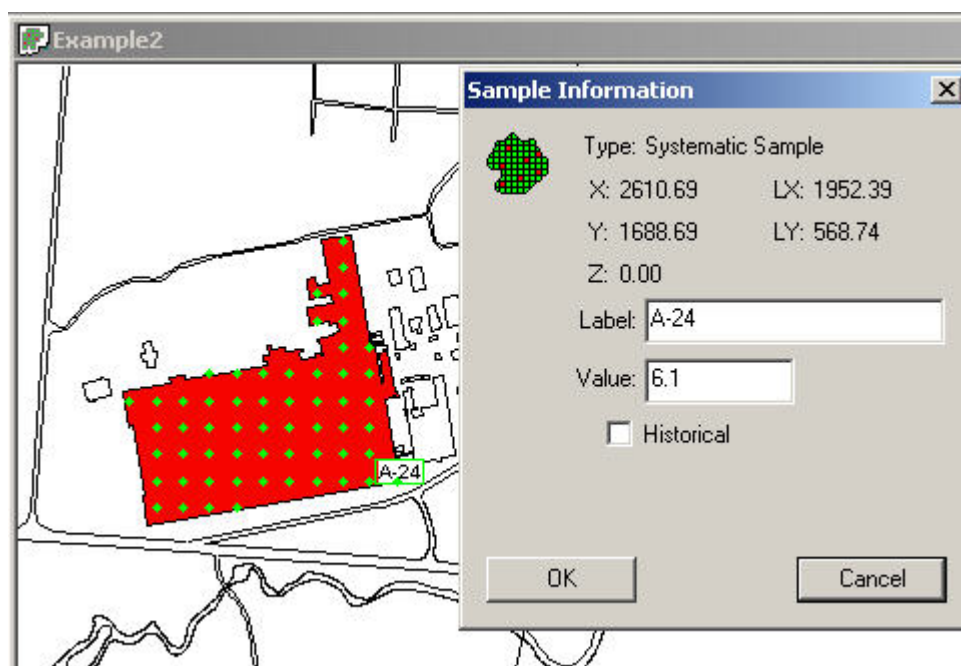 Example2
Sample Information
Type: Systematic Sample
X: 2610.69 LX: 1952.39
Y: 1688.69 LY: 568.74
Z: 0.00
Label: A-24
Value: 6.1
Historical
A-24
OK Cancel